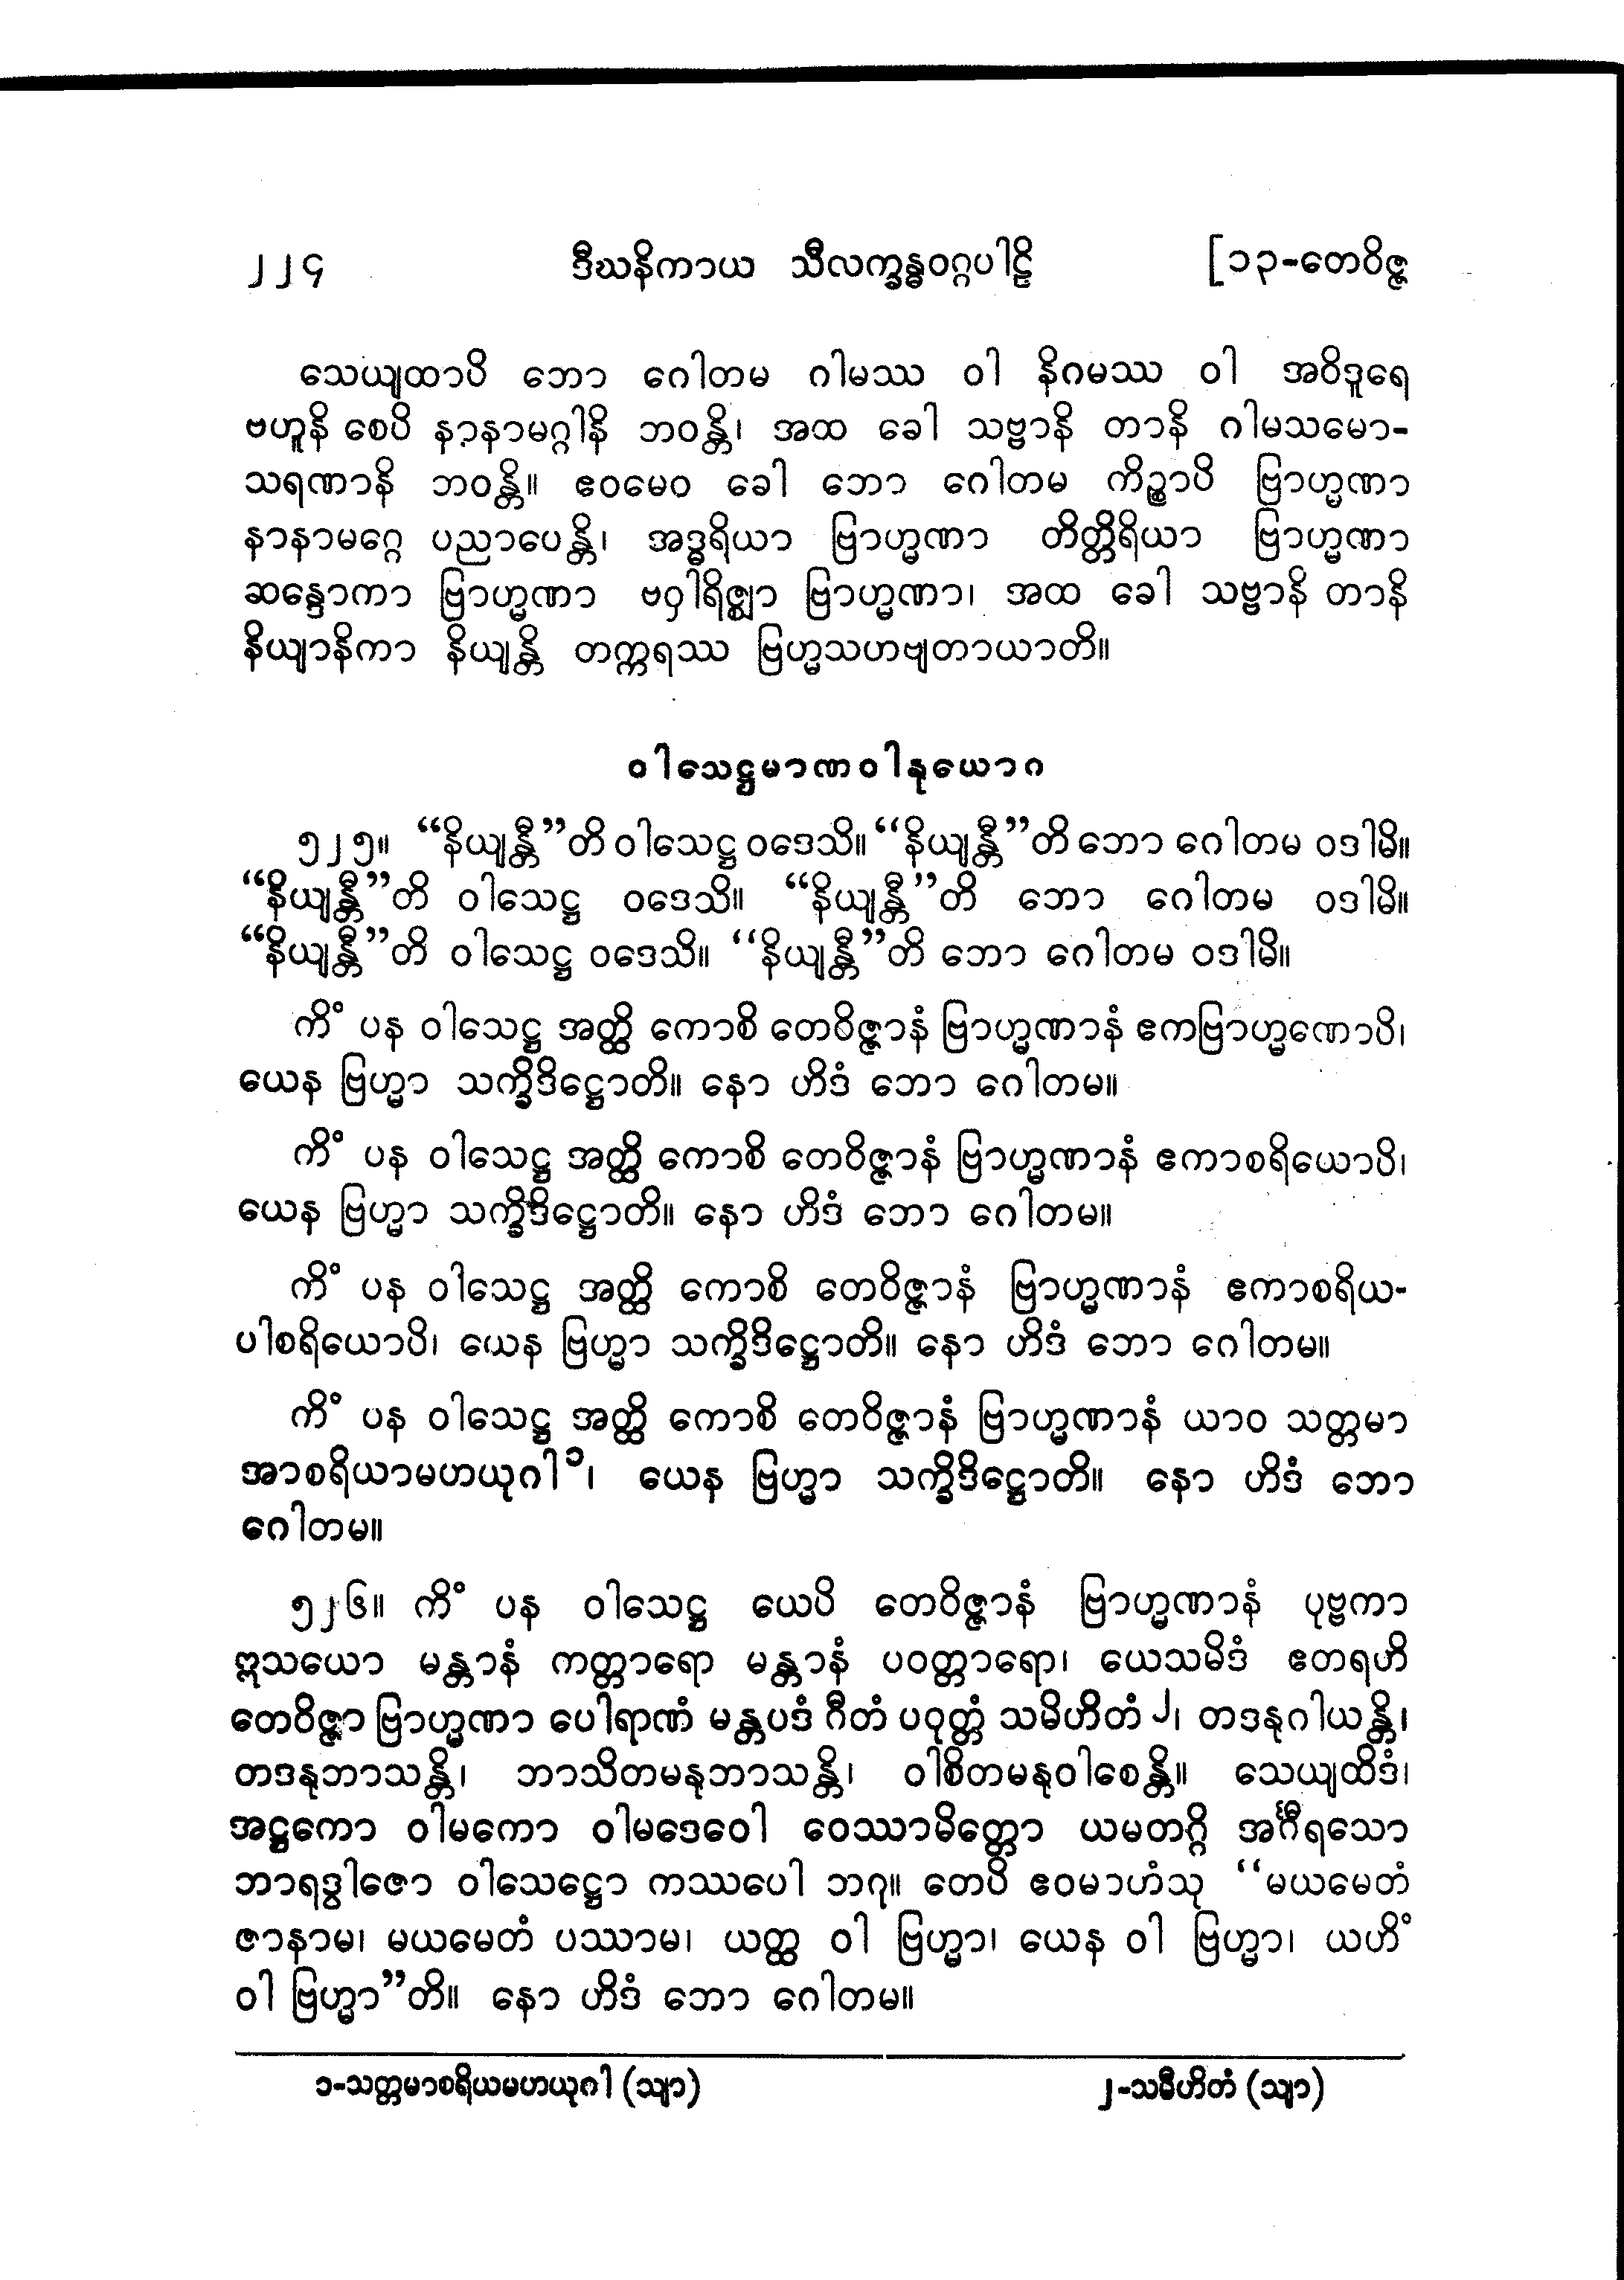 ၂၂၄ ဒီဃနိကာယ သီလက္ခန္ဓဝဂ္ဂပါဠိ [၁၃-တေဝိဇ္ဇ
သေယျထာပိ ဘော ဂေါတမ ဂါမဿ ဝါ နိဂမဿ ဝါ အဝိဒူရေ
ဗဟူနိ စေပိ နာနာမဂ္ဂါနိ ဘဝန္တိ၊ အထ ခေါ သဗ္ဗာနိ တာနိ ဂါမသမော-
သရဏာနိ ဘဝန္တိ။ ဧဝမေဝ ခေါ ဘော ဂေါတမ ကိဉ္စာပိ ဗြာဟ္မဏာ
နာနာမဂ္ဂေ ပညာပေန္တိ၊ အဒ္ဓရိယာ ဗြာဟ္မဏာ တိတ္တိရိယာ ဗြာဟ္မဏာ
ဆန္ဒောကာ ဗြာဟ္မဏာ ဗဝှါရိဇ္ဈာ ဗြာဟ္မဏာ၊ အထ ခေါ သဗ္ဗာနိ တာနိ
နိယျာနိကာ နိယျန္တိ တက္ကရဿ ဗြဟ္မသဟဗျတာယာတိ။
ဝါသေဋ္ဌမာဏဝါနုယောဂ
၅၂၅။ “နိယျန္တီ”တိ ဝါသေဋ္ဌ ဝဒေသိ။ “နိယျန္တီ”တိ ဘော ဂေါတမ ဝဒါမိ။
“နိယျန္တီ”တိ ဝါသေဋ္ဌ ဝဒေသိ။ “နိယျန္တီ”တိ ဘော ဂေါတမ ဝဒါမိ။
“နိယျန္တီ”တိ ဝါသေဋ္ဌ ဝဒေသိ။ “နိယျန္တီ”တိ ဘော ဂေါတမ ဝဒါမိ။
ကိံ ပန ဝါသေဋ္ဌ အတ္ထိ ကောစိ တေဝိဇ္ဇာနံ ဗြာဟ္မဏာနံ ဧကဗြာဟ္မဏောပိ၊
ယေန ဗြဟ္မာ သက္ခိဒိဋ္ဌောတိ။ နော ဟိဒံ ဘော ဂေါတမ။
ကိံ ပန ဝါသေဋ္ဌ အတ္ထိ ကောစိ တေဝိဇ္ဇာနံ ဗြာဟ္မဏာနံ ဧကာစရိယောပိ၊
ယေန ဗြဟ္မာ သက္ခိဒိဋ္ဌောတိ။ နော ဟိဒံ ဘော ဂေါတမ။
ကိံ ပန ဝါသေဋ္ဌ အတ္ထိ ကောစိ တေဝိဇ္ဇာနံ ဗြာဟ္မဏာနံ ဧကာစရိယ-
ပါစရိယောပိ၊ ယေန ဗြဟ္မာ သက္ခိဒိဋ္ဌောတိ။ နော ဟိဒံ ဘော ဂေါတမ။
ကိံ ပန ဝါသေဋ္ဌ အတ္ထိ ကောစိ တေဝိဇ္ဇာနံ ဗြာဟ္မဏာနံ ယာဝ သတ္တမာ
အာစရိယာမဟယုဂါ ၁၊ ယေန ဗြဟ္မာ သက္ခိဒိဋ္ဌောတိ။ နော ဟိဒံ ဘော
ဂေါတမ။
၅၂၆။ ကိံ ပန ဝါသေဋ္ဌ ယေပိ တေဝိဇ္ဇာနံ ဗြာဟ္မဏာနံ ပုဗ္ဗကာ
ဣသယော မန္တာနံ ကတ္တာရော မန္တာနံ ပဝတ္တာရော၊ ယေသမိဒံ ဧတရဟိ
တေဝိဇ္ဇာ ဗြာဟ္မဏာ ပေါရာဏံ မန္တပဒံ ဂီတံ ပဝုတ္တံ သမိဟိတံ ၂၊ တဒနုဂါယန္တိ၊
တဒနုဘာသန္တိ၊ ဘာသိတမနုဘာသန္တိ၊ ဝါစိတမနုဝါစေန္တိ။ သေယျထိဒံ၊
အဋ္ဌကော ဝါမကော ဝါမဒေဝေါ ဝေဿာမိတ္တော ယမတဂ္ဂိ အင်္ဂီရသော
ဘာရဒွါဇော ဝါသေဋ္ဌော ကဿပေါ ဘဂု။ တေပိ ဧဝမာဟံသု “မယမေတံ
ဇာနာမ၊ မယမေတံ ပဿာမ၊ ယတ္ထ ဝါ ဗြဟ္မာ၊ ယေန ဝါ ဗြဟ္မာ၊ ယဟိံ
ဝါ ဗြဟ္မာ”တိ။ နော ဟိဒံ ဘော ဂေါတမ။
၁-သတ္တမာစရိယမဟယုဂါ (သျာ) ၂-သမီဟိတံ (သျာ)